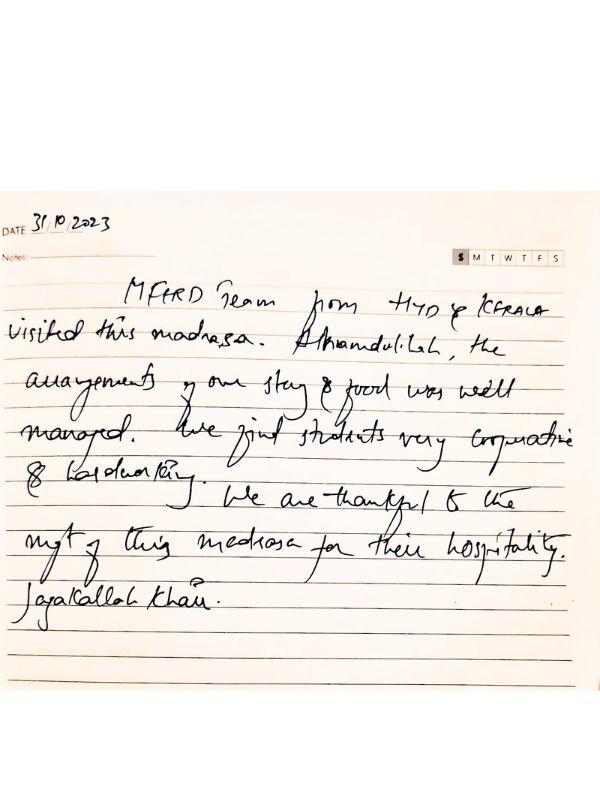 DATE 31/10/2023
Notes:
S M T W T F S
MFERD Team from HYD & KERALA
visited this madrasa. Alhamdulilah, the
arrangements of our stay & food was well
managed. We find students very cooperative
& hardworking. We are thankful to the
mgt of this madrasa for their hospitality.
Jazakallah Khair.